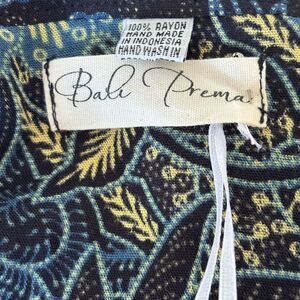 100% RAYON
HAND MADE
IN INDONESIA
HAND WASH IN
Bali Prema